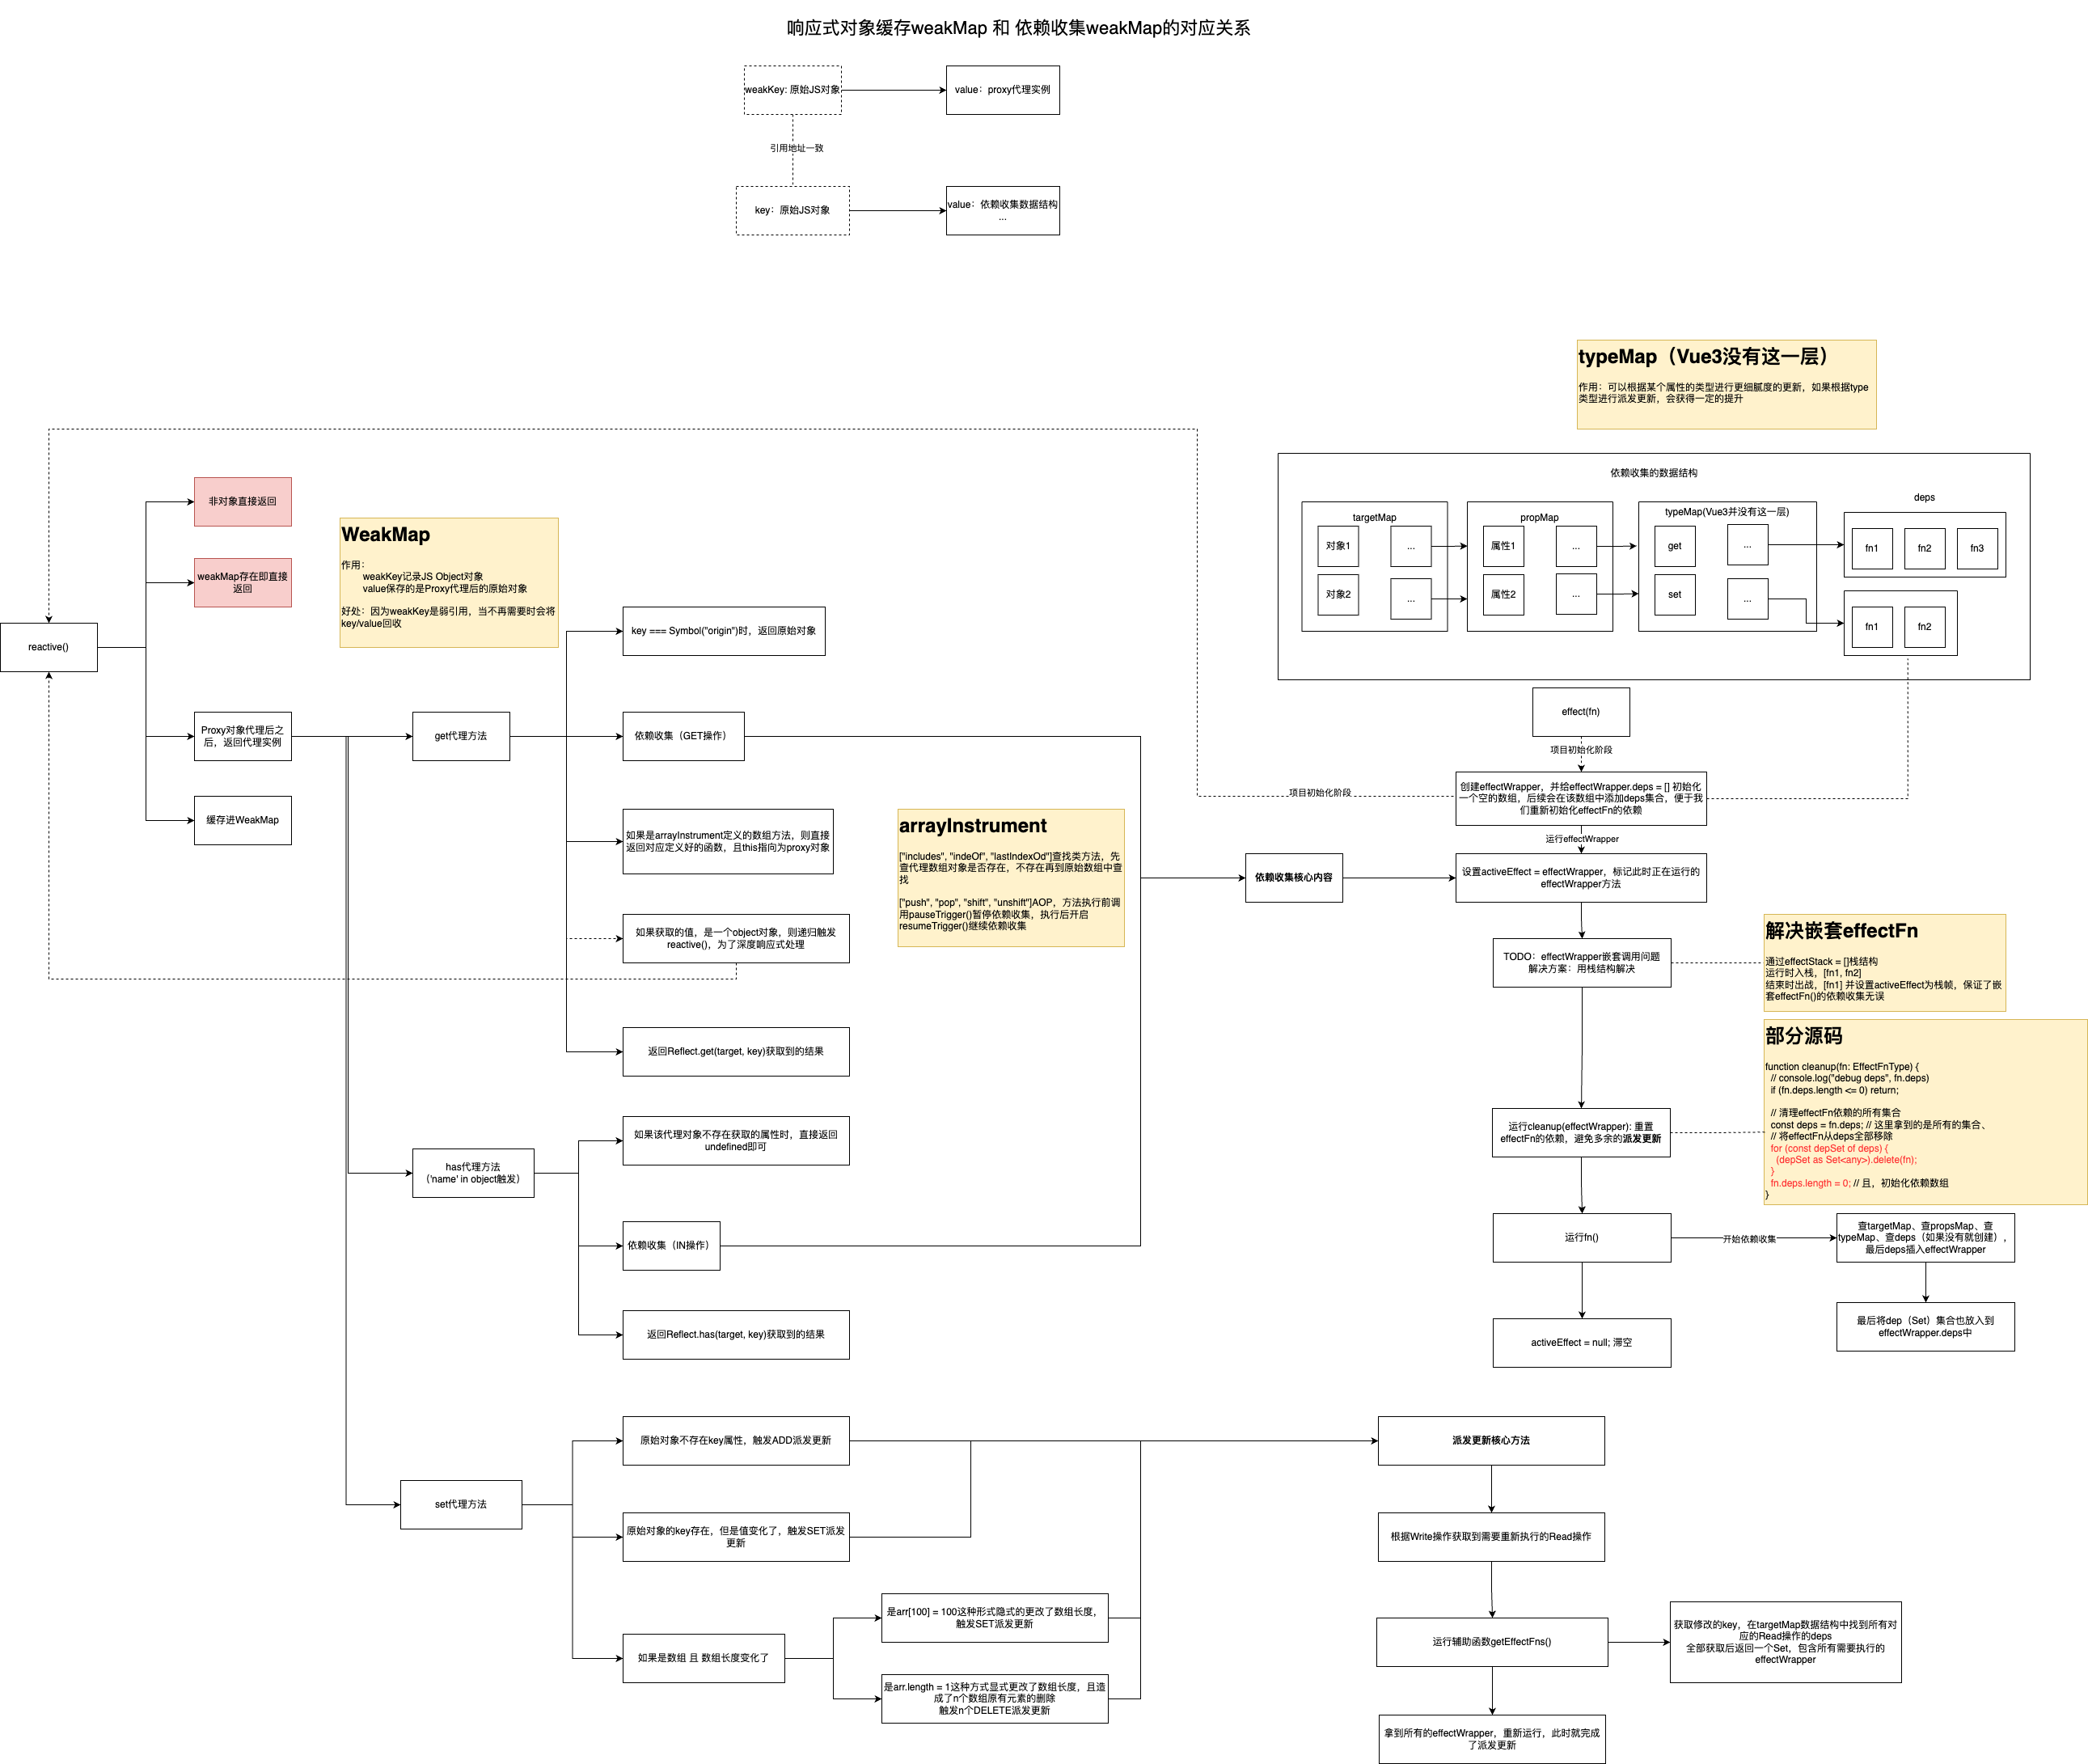 响应式对象缓存weakMap 和 依赖收集weakMap的对应关系
weakKey: 原始JS对象
value：proxy代理实例
引用地址一致
key：原始JS对象
value：依赖收集数据结构
...
typeMap（Vue3没有这一层）
作用：可以根据某个属性的类型进行更细腻度的更新，如果根据type
类型进行派发更新，会获得一定的提升
依赖收集的数据结构
targetMap
对象1
...
对象2
...
propMap
属性1
...
属性2
...
typeMap(Vue3并没有这一层)
get
...
set
...
deps
fn1
fn2
fn3
fn1
fn2
reactive()
非对象直接返回
weakMap存在即直接
返回
Proxy对象代理后之
后，返回代理实例
缓存进WeakMap
WeakMap
作用：
weakKey记录JS Object对象
value保存的是Proxy代理后的原始对象
好处：因为weakKey是弱引用，当不再需要时会将
key/value回收
get代理方法
key === Symbol("origin")时，返回原始对象
依赖收集（GET操作）
如果是arrayInstrument定义的数组方法，则直接
返回对应定义好的函数，且this指向为proxy对象
如果获取的值，是一个object对象，则递归触发
reactive()，为了深度响应式处理
返回Reflect.get(target, key)获取到的结果
arrayInstrument
["includes", "indeOf", "lastIndexOd"]查找类方法，先
查代理数组对象是否存在，不存在再到原始数组中查
找
["push", "pop", "shift", "unshift"]AOP，方法执行前调
用pauseTrigger()暂停依赖收集，执行后开启
resumeTrigger()继续依赖收集
has代理方法
（'name' in object触发）
如果该代理对象不存在获取的属性时，直接返回
undefined即可
依赖收集（IN操作）
返回Reflect.has(target, key)获取到的结果
依赖收集核心内容
effect(fn)
项目初始化阶段
项目初始化阶段
创建effectWrapper，并给effectWrapper.deps = [] 初始化
一个空的数组，后续会在该数组中添加deps集合，便于我
们重新初始化effectFn的依赖
运行effectWrapper
设置activeEffect = effectWrapper，标记此时正在运行的
effectWrapper方法
TODO：effectWrapper嵌套调用问题
解决方案：用栈结构解决
解决嵌套effectFn
通过effectStack = []栈结构
运行时入栈，[fn1, fn2]
结束时出战，[fn1] 并设置activeEffect为栈帧，保证了嵌
套effectFn()的依赖收集无误
运行cleanup(effectWrapper): 重置
effectFn的依赖，避免多余的派发更新
部分源码
function cleanup(fn: EffectFnType) {
// console.log("debug deps", fn.deps)
if (fn.deps.length <= 0) return;
// 清理effectFn依赖的所有集合
const deps = fn.deps; // 这里拿到的是所有的集合、
// 将effectFn从deps全部移除
for (const depSet of deps) {
(depSet as Set<any>).delete(fn);
}
fn.deps.length = 0; // 且，初始化依赖数组
}
运行fn()
开始依赖收集
查targetMap、查propsMap、查
typeMap、查deps（如果没有就创建），
最后deps插入effectWrapper
最后将dep（Set）集合也放入到
effectWrapper.deps中
activeEffect = null; 滞空
set代理方法
原始对象不存在key属性，触发ADD派发更新
原始对象的key存在，但是值变化了，触发SET派发
更新
如果是数组 且 数组长度变化了
是arr[100] = 100这种形式隐式的更改了数组长度，
触发SET派发更新
是arr.length = 1这种方式显式更改了数组长度，且造
成了n个数组原有元素的删除
触发n个DELETE派发更新
派发更新核心方法
根据Write操作获取到需要重新执行的Read操作
运行辅助函数getEffectFns()
获取修改的key，在targetMap数据结构中找到所有对
应的Read操作的deps
全部获取后返回一个Set，包含所有需要执行的
effectWrapper
拿到所有的effectWrapper，重新运行，此时就完成
了派发更新